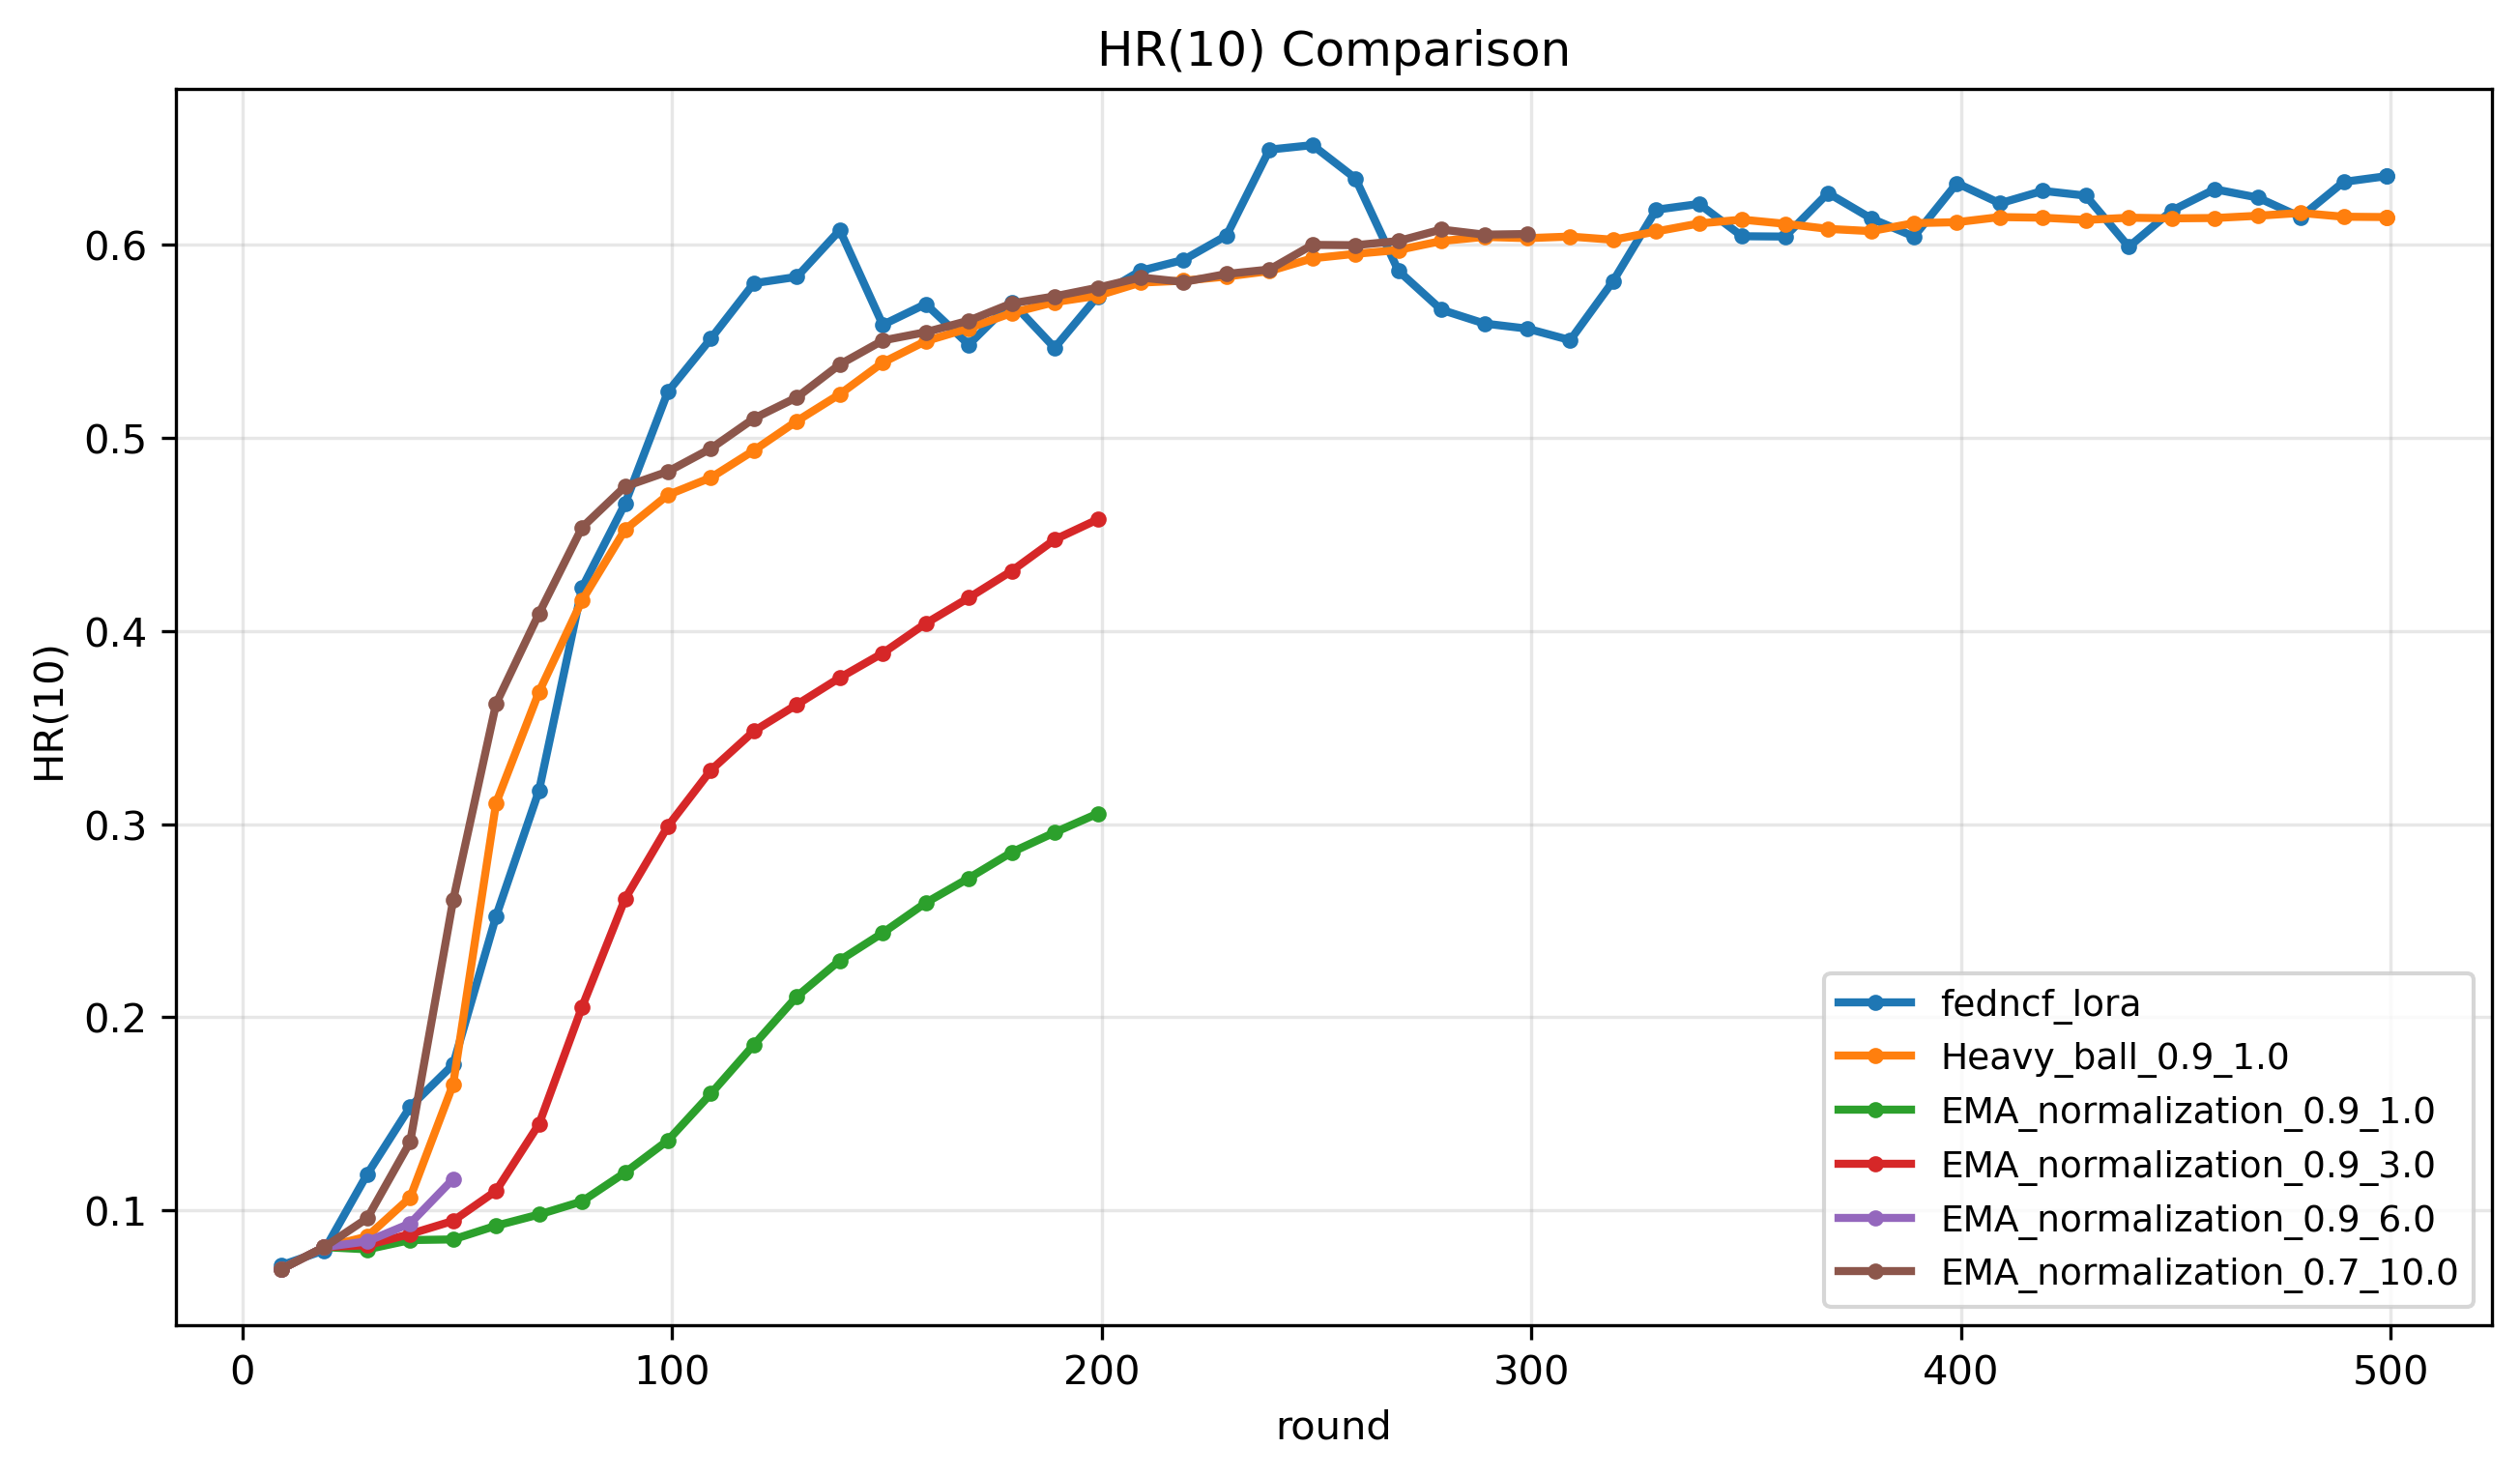 HR(10) Comparison
HR(10)
0.6
0.5
0.4
0.3
0.2
0.1
0 100 200 300 400 500
round
fedncf_lora
Heavy_ball_0.9_1.0
EMA_normalization_0.9_1.0
EMA_normalization_0.9_3.0
EMA_normalization_0.9_6.0
EMA_normalization_0.7_10.0